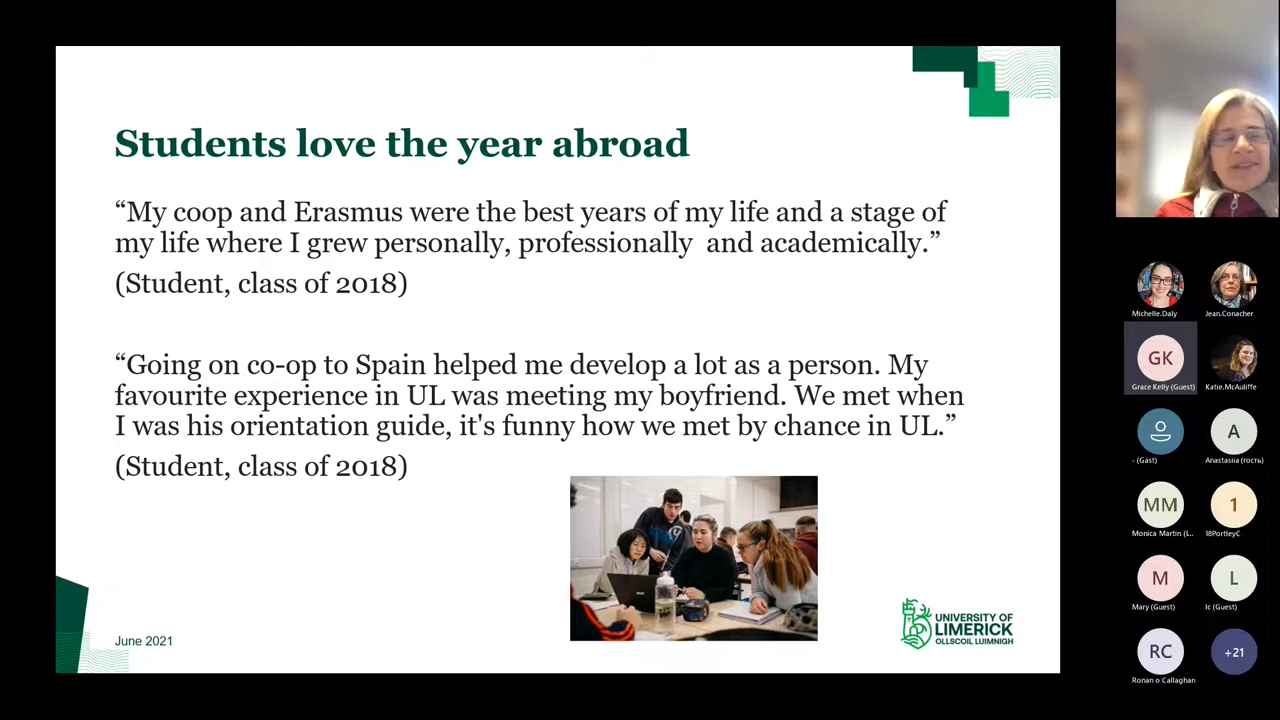 Students love the year abroad
“My coop and Erasmus were the best years of my life and a stage of
my life where I grew personally, professionally  and academically.”
(Student, class of 2018)
“Going on co-op to Spain helped me develop a lot as a person. My
favourite experience in UL was meeting my boyfriend. We met when
I was his orientation guide, it's funny how we met by chance in UL.”
(Student, class of 2018)
June 2021
UNIVERSITY OF
LIMERICK
OLLSCOIL LUIMNIGH
Michelle.Daly
Jean.Conacher
GK
Grace Kelly (Guest)
Katie.McAuliffe
- (Gast)
A
Anastasiia (гость)
MM
Monica Martin (L..
1
18PortleyC
M
Mary (Guest)
L
lc (Guest)
RC
Ronan o Callaghan
+21